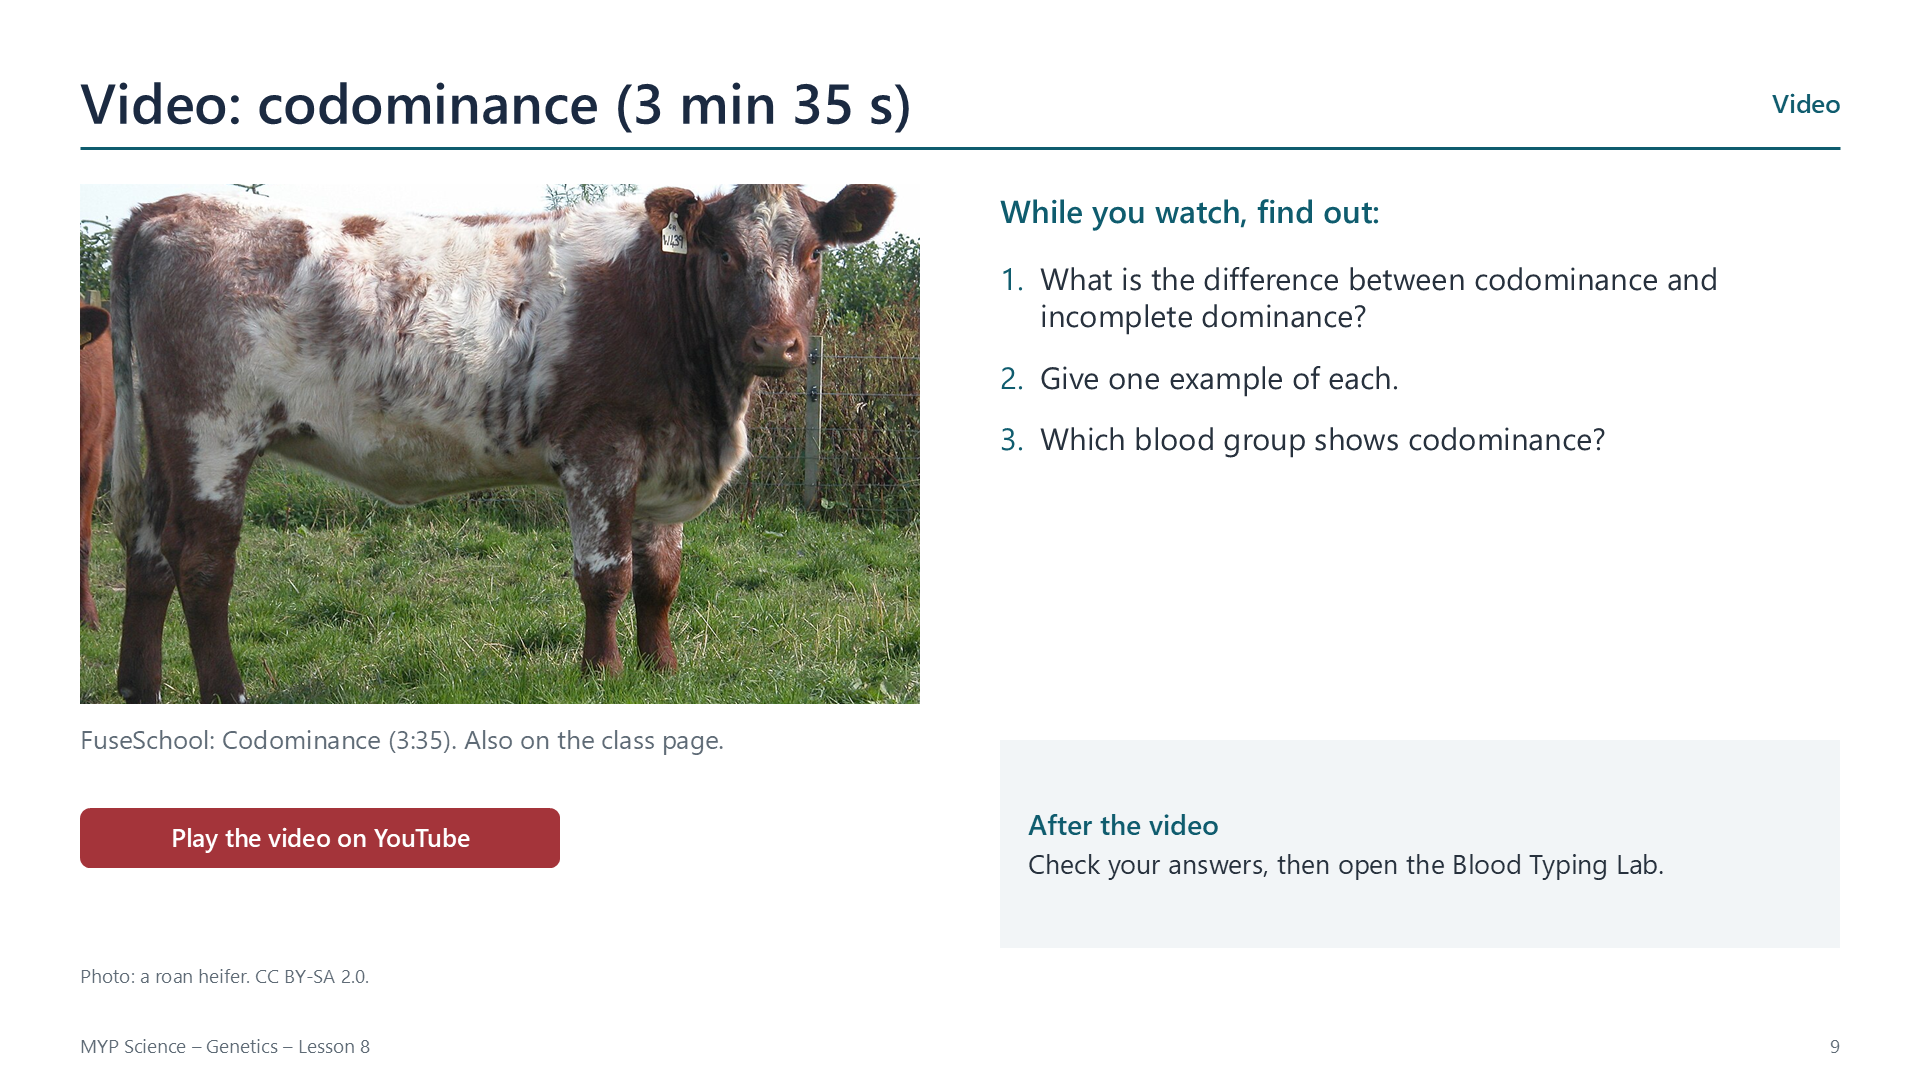 Video: codominance (3 min 35 s)
Video
While you watch, find out:
1. What is the difference between codominance and
incomplete dominance?
2. Give one example of each.
3. Which blood group shows codominance?
FuseSchool: Codominance (3:35). Also on the class page.
Play the video on YouTube
After the video
Check your answers, then open the Blood Typing Lab.
Photo: a roan heifer. CC BY-SA 2.0.
MYP Science – Genetics – Lesson 8
9